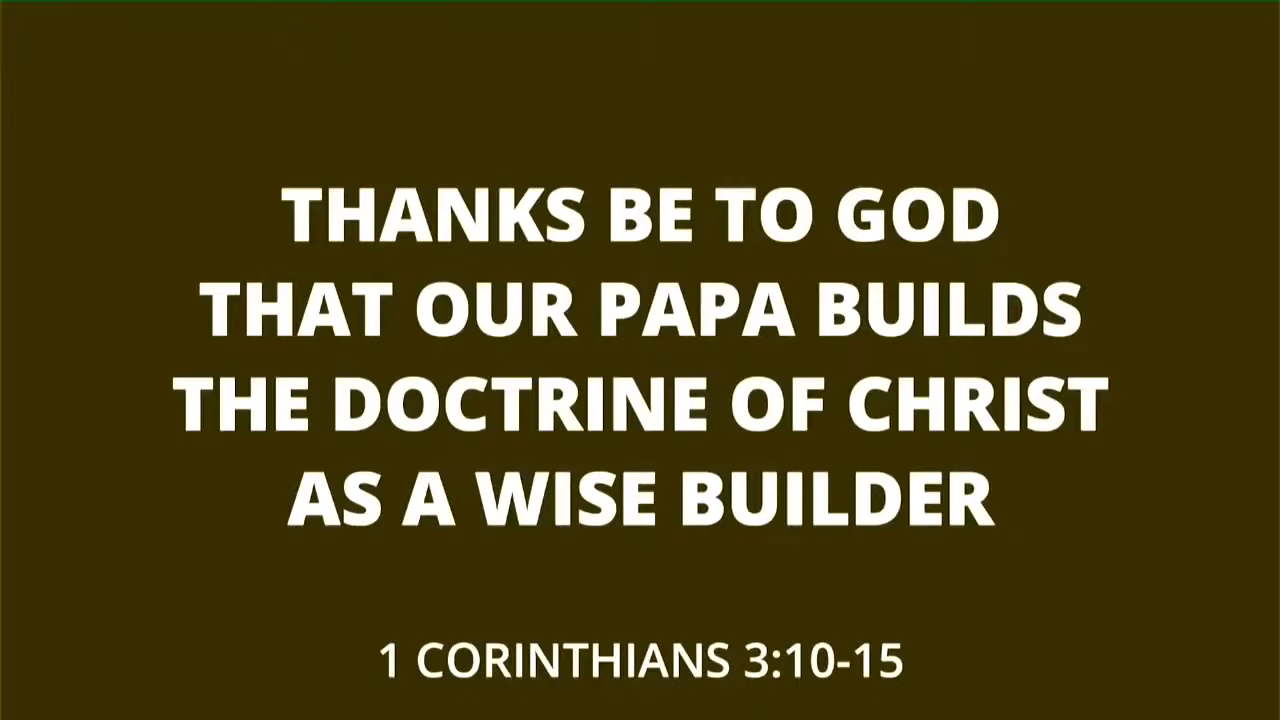 THANKS BE TO GOD
THAT OUR PAPA BUILDS
THE DOCTRINE OF CHRIST
AS A WISE BUILDER
1 CORINTHIANS 3:10-15